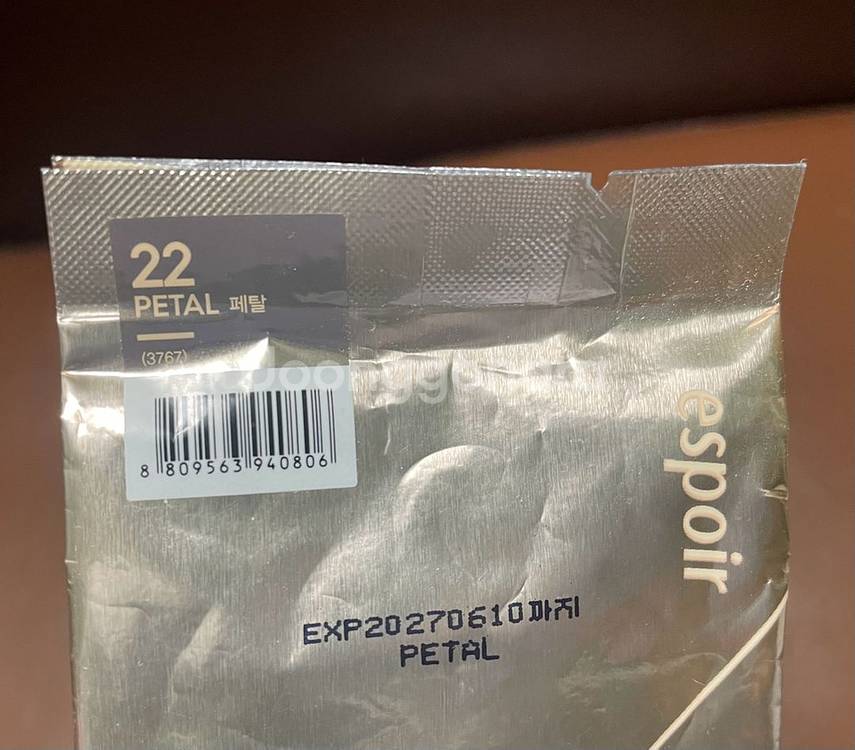 22
PETAL 페탈
(3767)
8 809563 940806
espoir
EXP20270610까지
PETAL